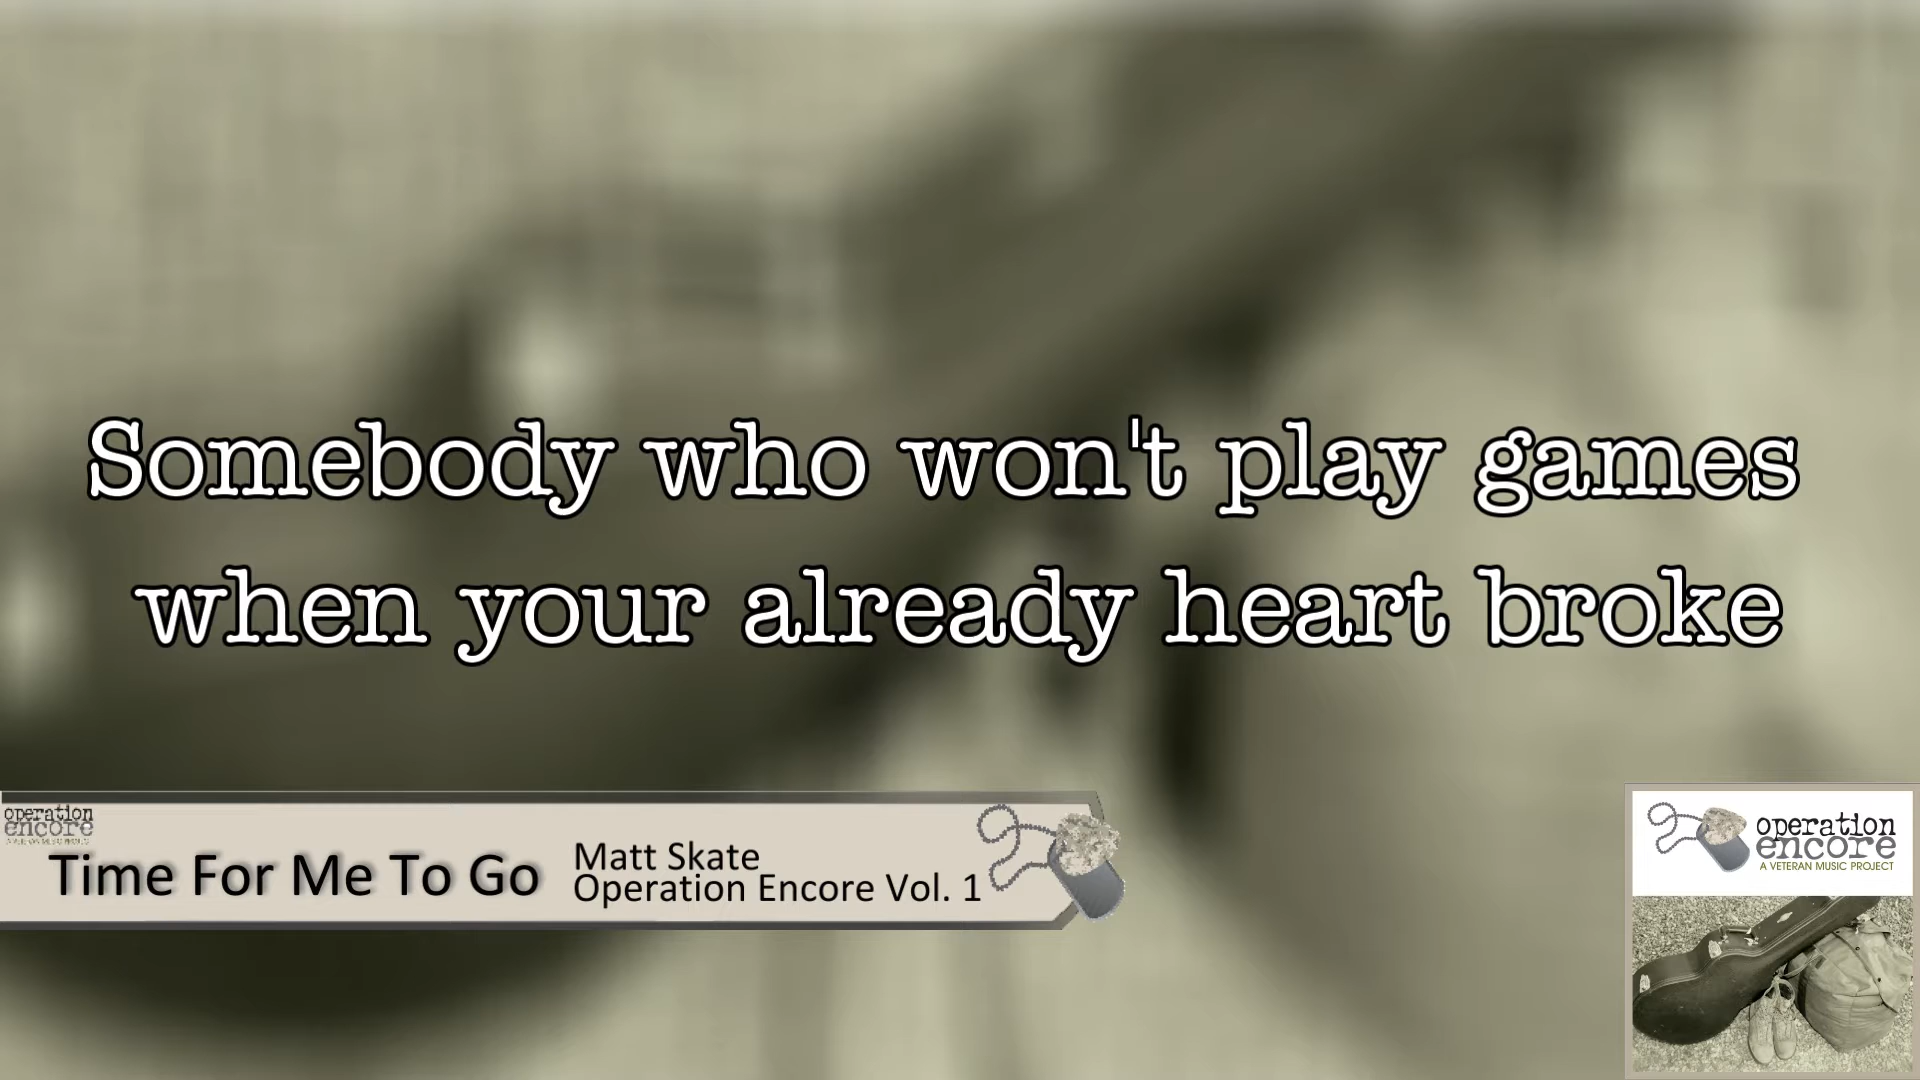 Somebody who won't play games
when your already heart broke
operation
encore
Time For Me To Go
Matt Skate
Operation Encore Vol. 1
operation
encore
A VETERAN MUSIC PROJECT